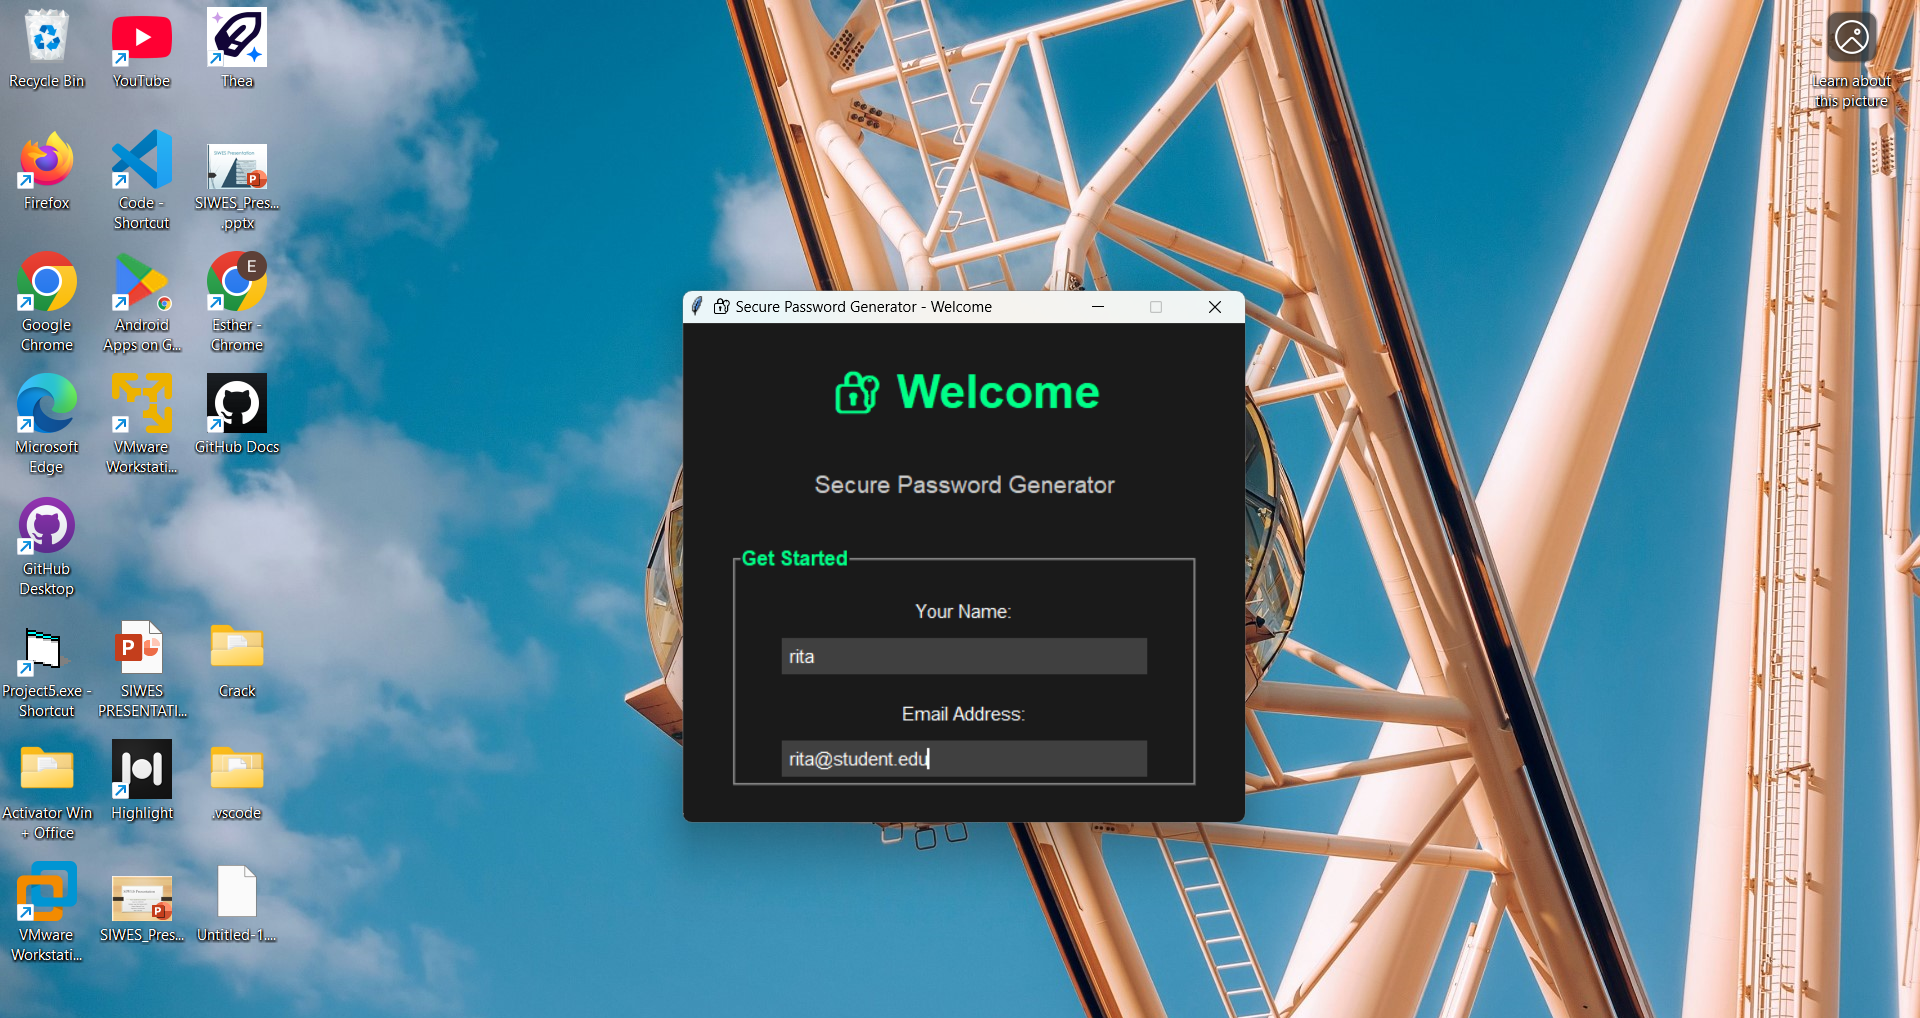 Recycle Bin
YouTube
Thea
Firefox
Code -
Shortcut
SIWES Presentation
SIWES_Pres...
.pptx
Google
Chrome
Android
Apps on G...
E
Esther -
Chrome
Microsoft
Edge
VMware
Workstati...
GitHub Docs
GitHub
Desktop
Project5.exe -
Shortcut
SIWES
PRESENTATI...
Crack
Activator Win
+ Office
Highlight
.vscode
VMware
Workstati...
SIWES_Pres...
Untitled-1....
Learn about
this picture
Secure Password Generator - Welcome
Welcome
Secure Password Generator
Get Started
Your Name:
rita
Email Address:
rita@student.edu